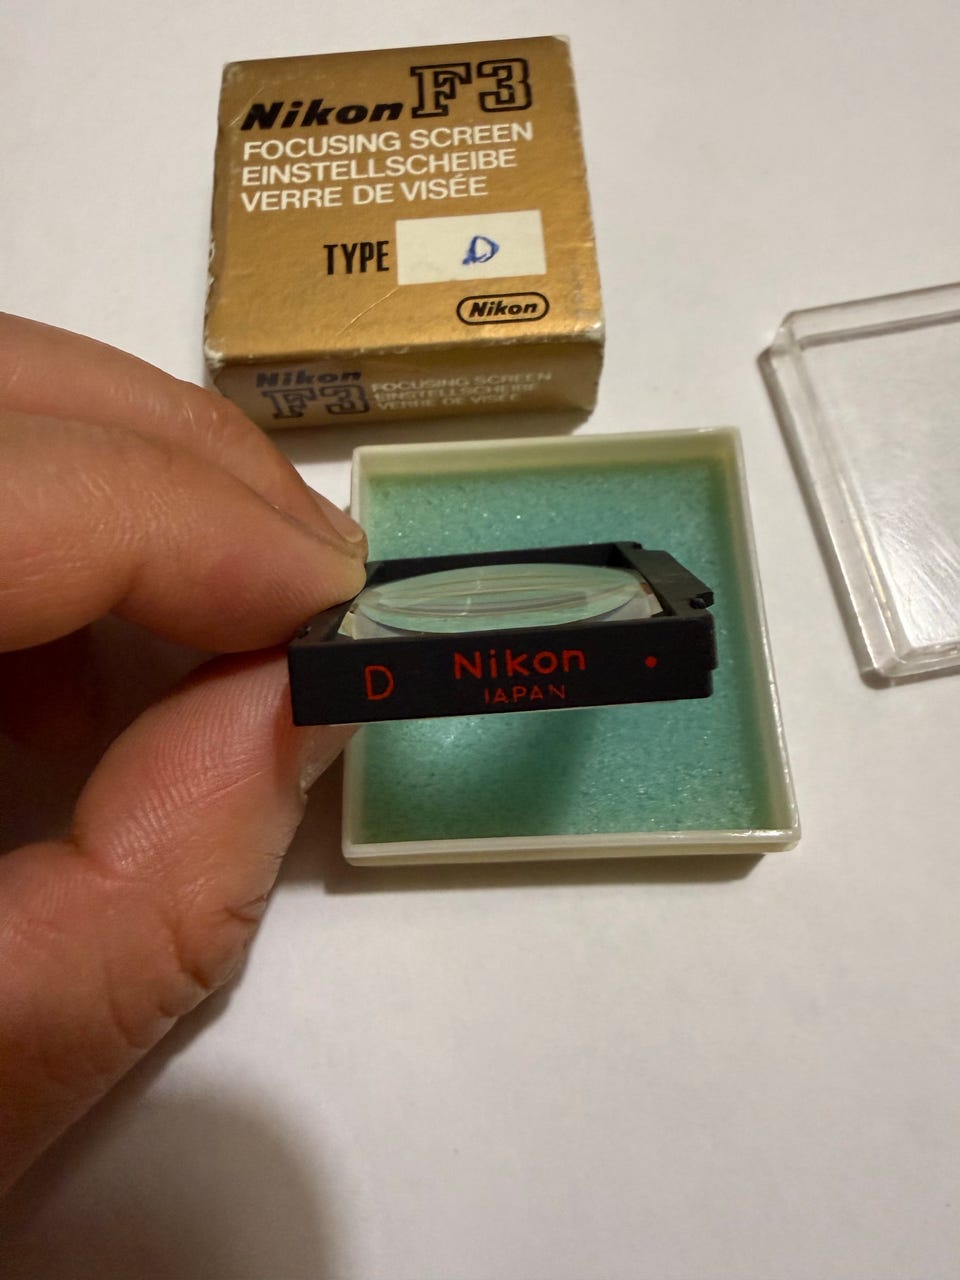 Nikon F3
FOCUSING SCREEN
EINSTELLSCHEIBE
VERRE DE VISÉE
TYPE D
Nikon
Nikon
F3
FOCUSING SCREEN
EINSTELLSCHEIBE
VERRE DE VISÉE
D Nikon
JAPAN